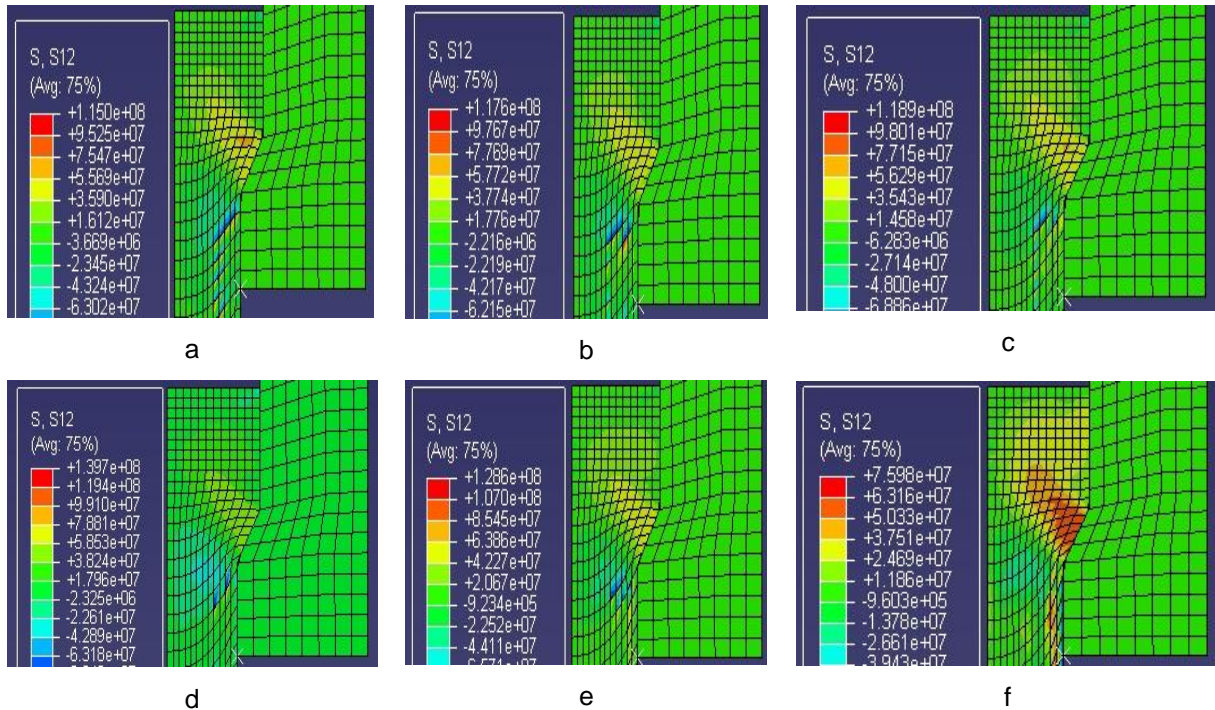 S, S12
(Avg: 75%)
+1.150e+08
+9.525e+07
+7.547e+07
+5.569e+07
+3.590e+07
+1.612e+07
-3.669e+06
-2.345e+07
-4.324e+07
-6.302e+07
a
S, S12
(Avg: 75%)
+1.176e+08
+9.767e+07
+7.769e+07
+5.772e+07
+3.774e+07
+1.776e+07
-2.216e+06
-2.219e+07
-4.217e+07
-6.215e+07
b
S, S12
(Avg: 75%)
+1.189e+08
+9.801e+07
+7.715e+07
+5.629e+07
+3.543e+07
+1.458e+07
-6.283e+06
-2.714e+07
-4.800e+07
-6.886e+07
c
S, S12
(Avg: 75%)
+1.397e+08
+1.194e+08
+9.910e+07
+7.881e+07
+5.853e+07
+3.824e+07
+1.796e+07
-2.325e+06
-2.261e+07
-4.289e+07
-6.318e+07
d
S, S12
(Avg: 75%)
+1.286e+08
+1.070e+08
+8.545e+07
+6.386e+07
+4.227e+07
+2.067e+07
-9.234e+05
-2.252e+07
-4.411e+07
-6.571e+07
e
S, S12
(Avg: 75%)
+7.598e+07
+6.316e+07
+5.033e+07
+3.751e+07
+2.469e+07
+1.186e+07
-9.603e+05
-1.378e+07
-2.661e+07
-3.943e+07
f